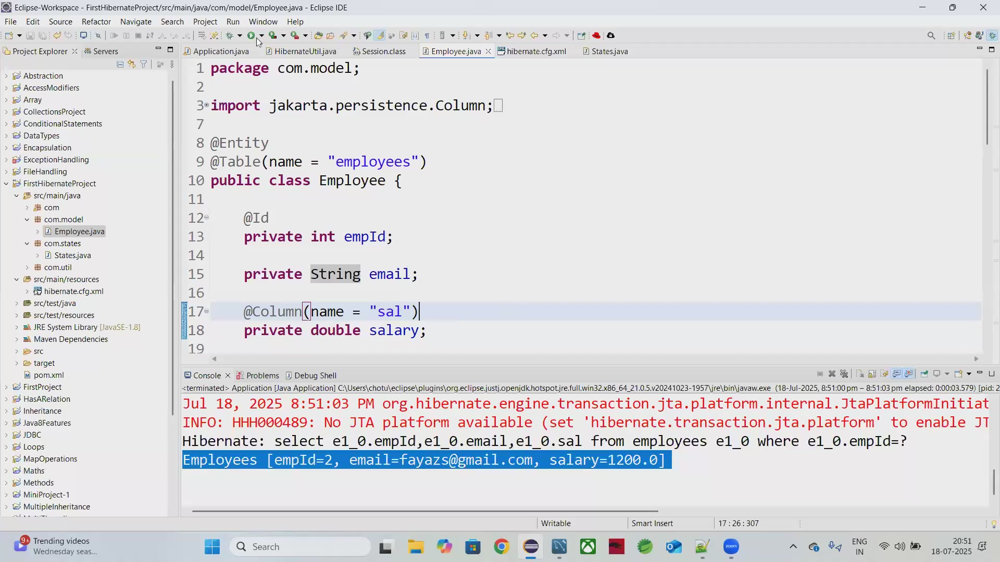 Eclipse-Workspace - FirstHibernateProject/src/main/java/com/model/Employee.java - Eclipse IDE
File Edit Source Refactor Navigate Search Project Run Window Help
Project Explorer Servers
Application.java HibernateUtil.java Session.class Employee.java hibernate.cfg.xml States.java
Abstraction
AccessModifiers
Array
CollectionsProject
ConditionalStatements
DataTypes
Encapsulation
ExceptionHandling
FileHandling
FirstHibernateProject
src/main/java
com
com.model
Employee.java
com.states
States.java
com.util
src/main/resources
hibernate.cfg.xml
src/test/java
src/test/resources
JRE System Library [JavaSE-1.8]
Maven Dependencies
src
target
pom.xml
FirstProject
HasARelation
Inheritance
Java8Features
JDBC
Loops
MapOperations
Maths
Methods
MiniProject-1
MultipleInheritance
1 package com.model;
2
3 import jakarta.persistence.Column;
7
8 @Entity
9 @Table(name = "employees")
10 public class Employee {
11
12 @Id
13 private int empId;
14
15 private String email;
16
17 @Column(name = "sal")
18 private double salary;
19
Console Problems Debug Shell
<terminated> Application [Java Application] C:\Users\chotu\eclipse\plugins\org.eclipse.justj.openjdk.hotspot.jre.full.win32.x86_64_21.0.5.v20241023-1957\jre\bin\javaw.exe (18-Jul-2025, 8:51:00 pm – 8:51:03 pm elapsed: 0:00:03.579) [pid: 2
Jul 18, 2025 8:51:03 PM org.hibernate.engine.transaction.jta.platform.internal.JtaPlatformInitiat
INFO: HHH000489: No JTA platform available (set 'hibernate.transaction.jta.platform' to enable JT
Hibernate: select e1_0.empId,e1_0.email,e1_0.sal from employees e1_0 where e1_0.empId=?
Employees [empId=2, email=fayazs@gmail.com, salary=1200.0]
Writable Smart Insert 17 : 26 : 307
9+ Trending videos
Wednesday seas...
Search
zoom
ENG
IN
20:51
18-07-2025